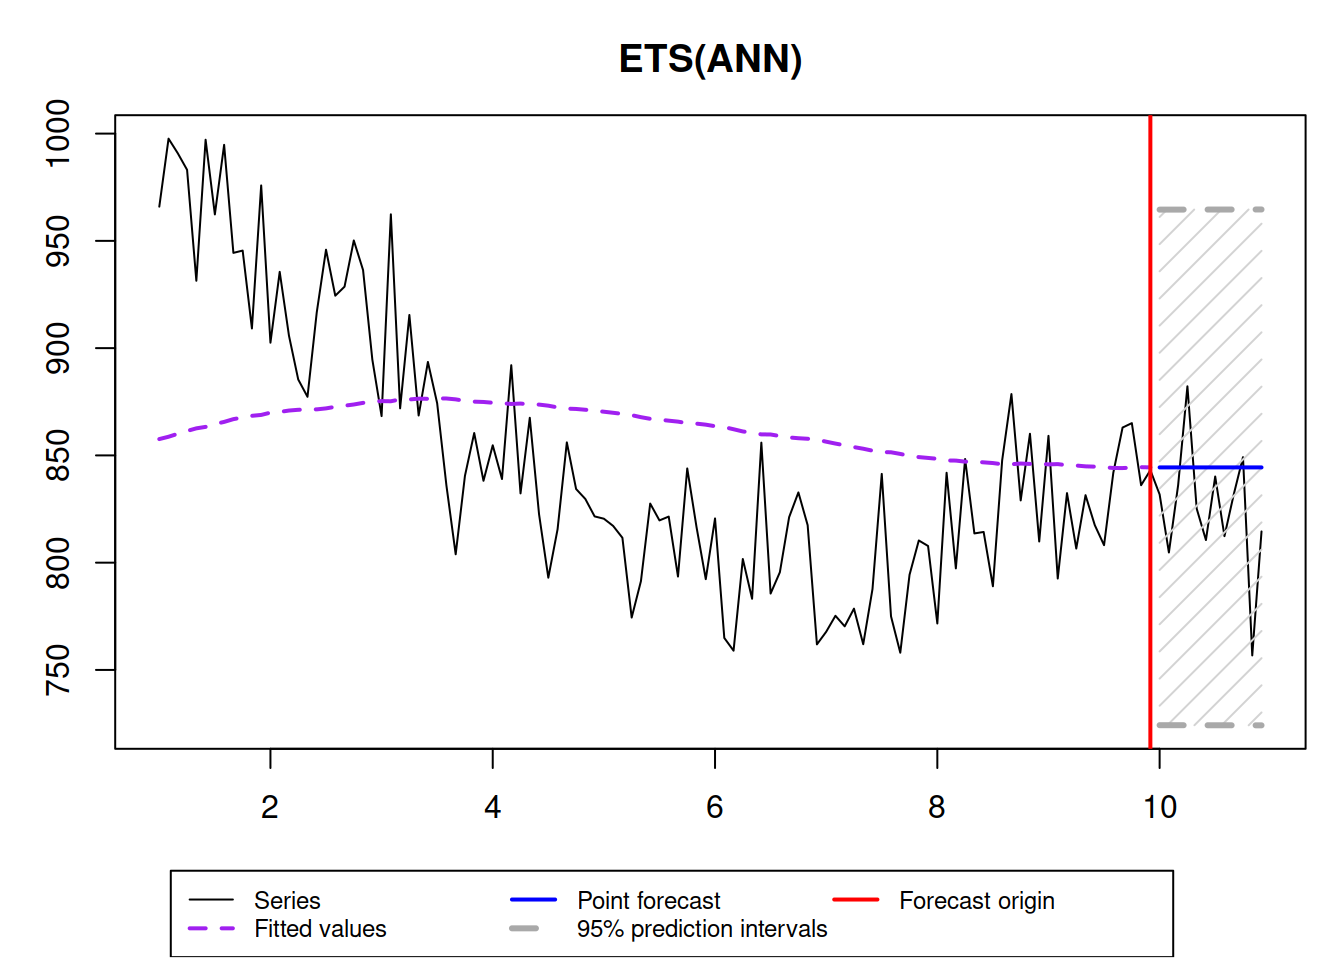 ETS(ANN)
1000
950
900
850
800
750
2 4 6 8 10
Series Point forecast Forecast origin
Fitted values 95% prediction intervals